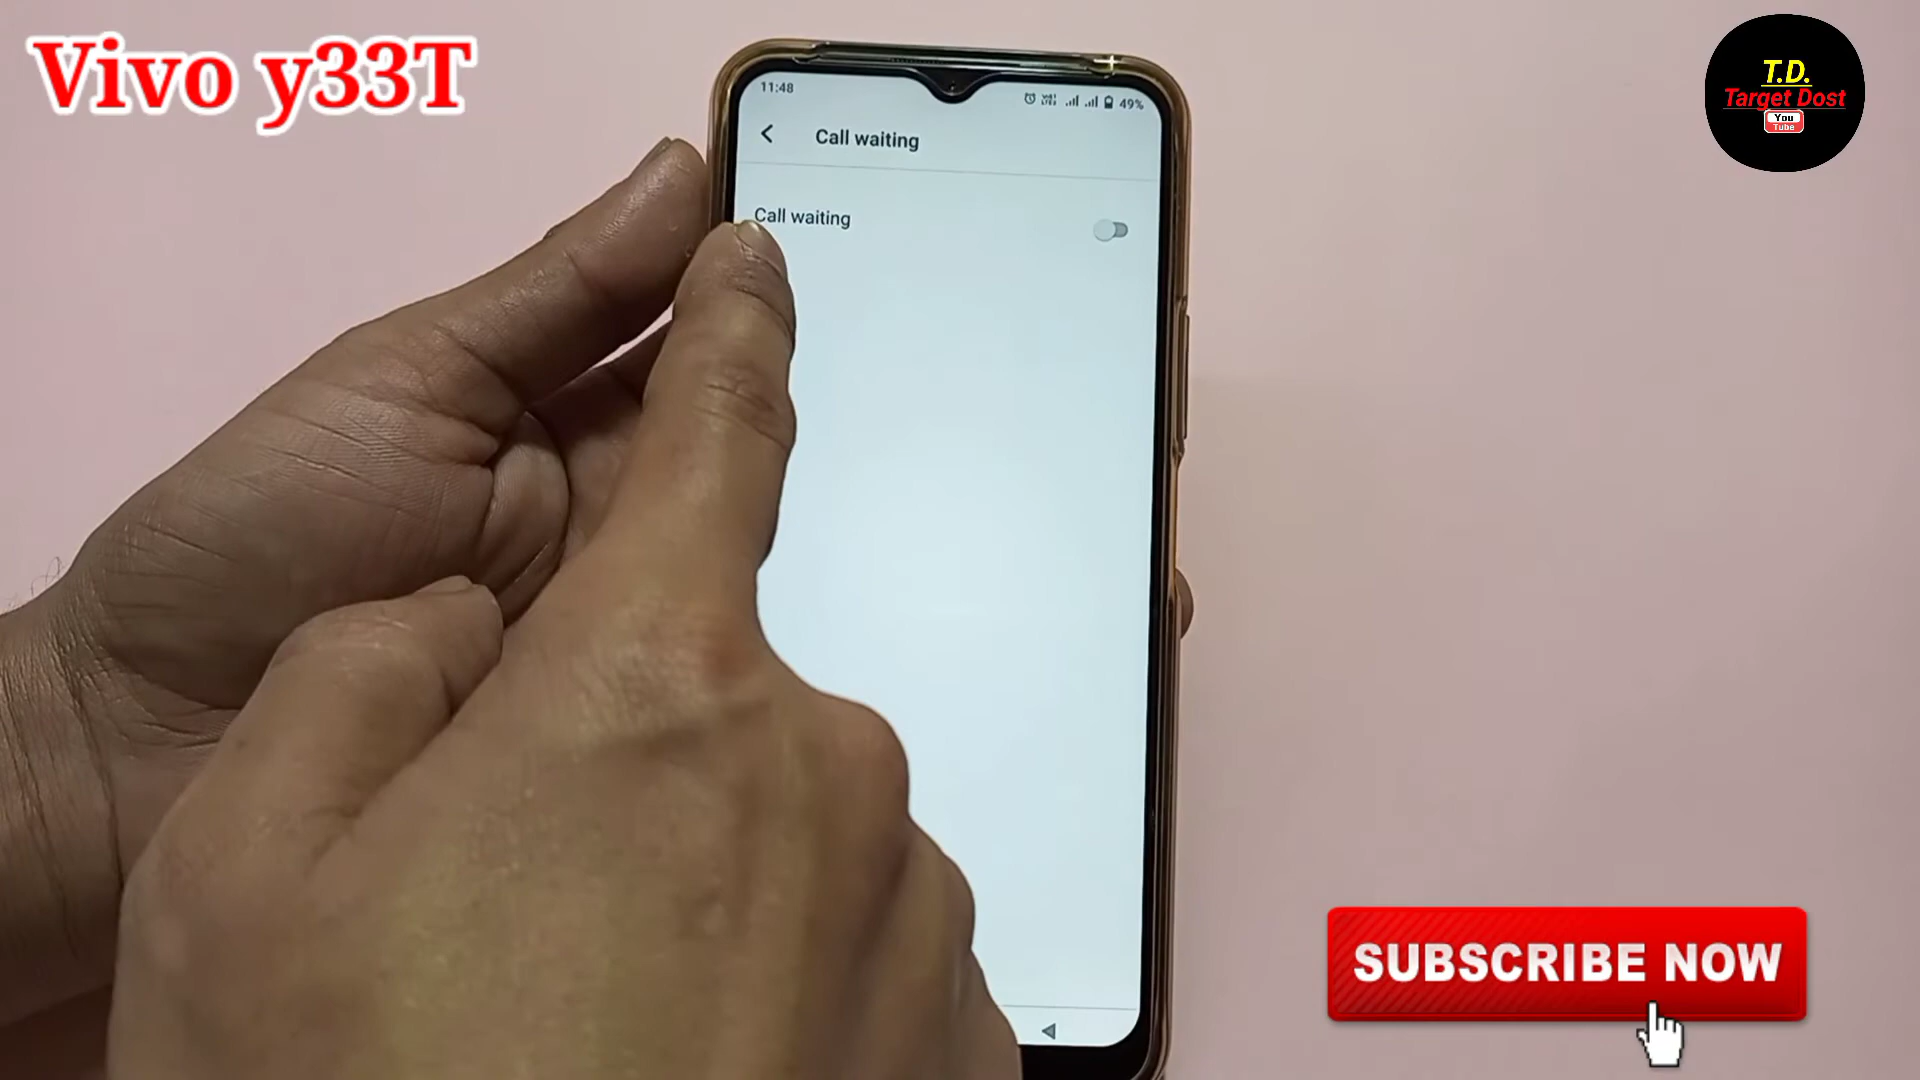 Vivo y33T
T.D.
Target Dost
You
Tube
11:48
49%
Call waiting
Call waiting
SUBSCRIBE NOW